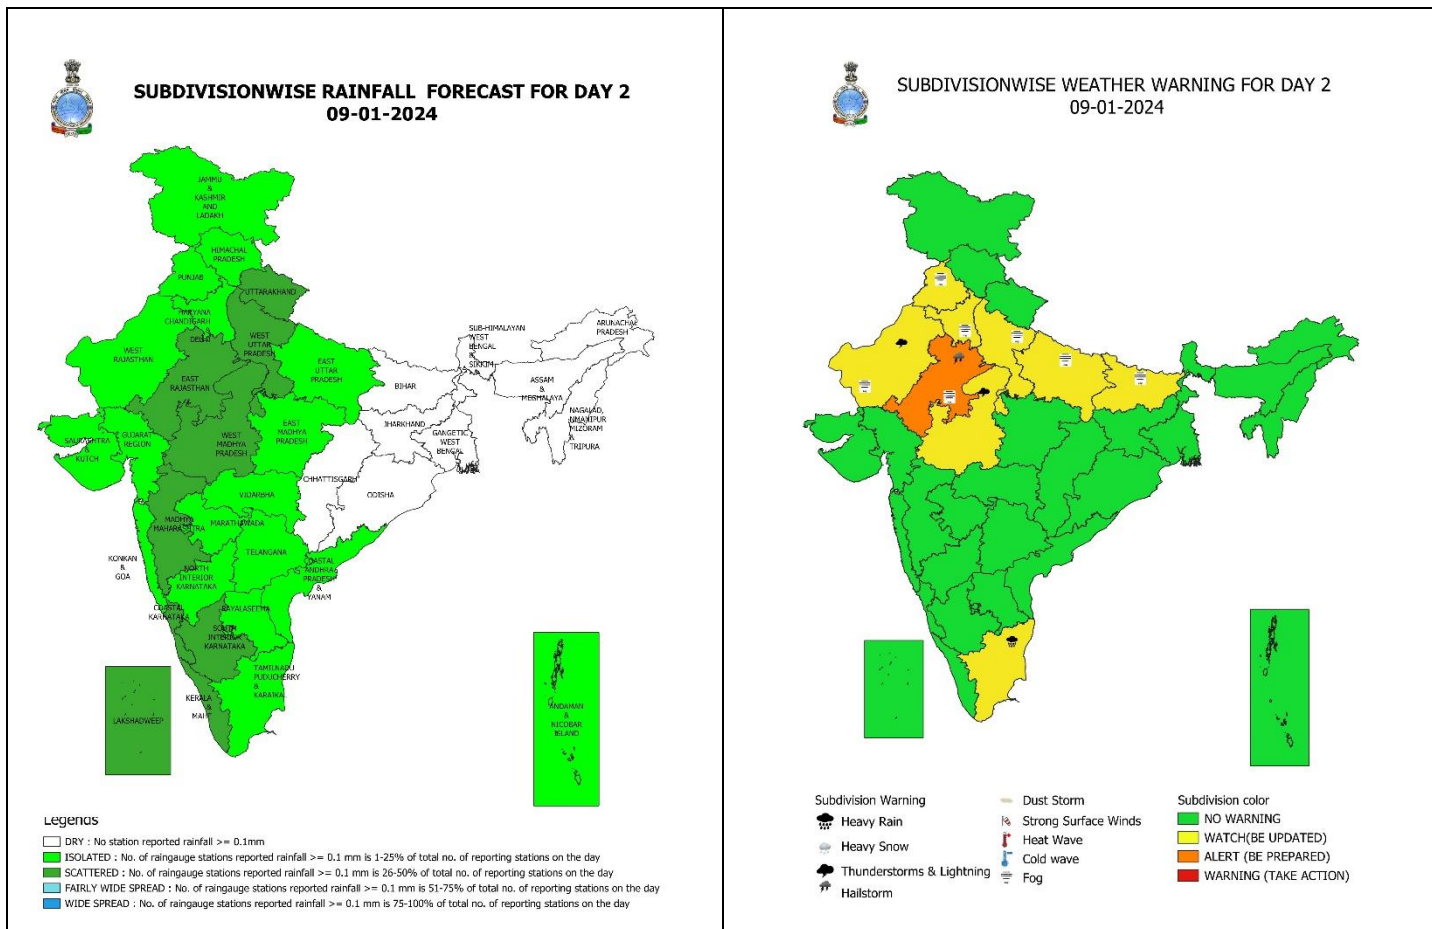 SUBDIVISIONWISE RAINFALL FORECAST FOR DAY 2
09-01-2024
JAMMU
&
KASHMIR
AND
LADAKH
HIMACHAL
PRADESH
PUNJAB
UTTARAKHAND
HARYANA
CHANDIGARH
DELHI
WEST
UTTAR
PRADESH
WEST
RAJASTHAN
EAST
UTTAR
PRADESH
EAST
RAJASTHAN
SUB-HIMALAYAN
WEST
BENGAL
&
SIKKIM
ARUNACHAL
PRADESH
BIHAR
ASSAM
&
MEGHALAYA
NAGALAD,
MANIPUR
MIZORAM
&
TRIPURA
JHARKHAND
GANGETIC
WEST
BENGAL
SAURASHTRA
&
KUTCH
GUJARAT
REGION
WEST
MADHYA
PRADESH
EAST
MADHYA
PRADESH
CHHATTISGARH
ODISHA
VIDARBHA
MADHYA
MAHARASHTRA
MARATHAWADA
TELANGANA
KONKAN
&
GOA
NORTH
INTERIOR
KARNATAKA
COASTAL
ANDHRA
PRADESH
&
YANAM
COASTAL
KARNATAKA
RAYALASEEMA
SOUTH
INTERIOR
KARNATAKA
TAMILNADU
PUDUCHERRY
&
KARAIKAL
KERALA
&
MAHE
LAKSHADWEEP
ANDAMAN
&
NICOBAR
ISLAND
Legends
DRY : No station reported rainfall >= 0.1mm
ISOLATED : No. of raingauge stations reported rainfall >= 0.1 mm is 1-25% of total no. of reporting stations on the day
SCATTERED : No. of raingauge stations reported rainfall >= 0.1 mm is 26-50% of total no. of reporting stations on the day
FAIRLY WIDE SPREAD : No. of raingauge stations reported rainfall >= 0.1 mm is 51-75% of total no. of reporting stations on the day
WIDE SPREAD : No. of raingauge stations reported rainfall >= 0.1 mm is 75-100% of total no. of reporting stations on the day
SUBDIVISIONWISE WEATHER WARNING FOR DAY 2
09-01-2024
Subdivision Warning
Heavy Rain
Heavy Snow
Thunderstorms & Lightning
Hailstorm
Dust Storm
Strong Surface Winds
Heat Wave
Cold wave
Fog
Subdivision color
NO WARNING
WATCH(BE UPDATED)
ALERT (BE PREPARED)
WARNING (TAKE ACTION)